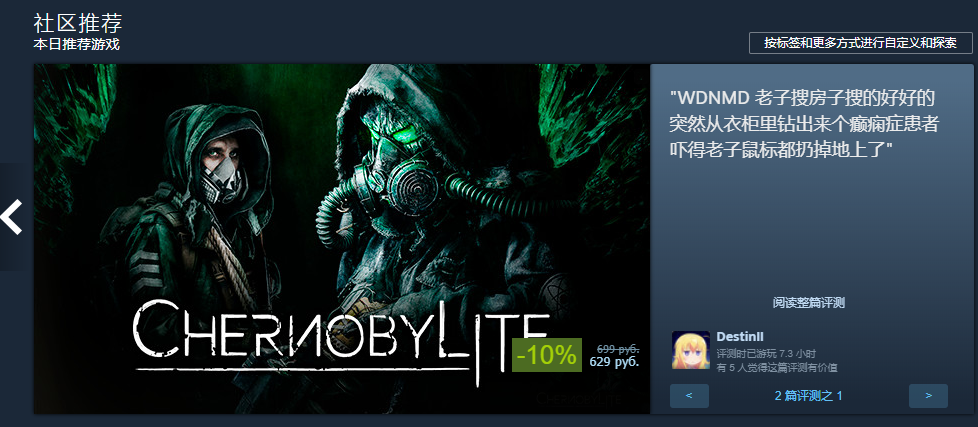 社区推荐
本日推荐游戏
按标签和更多方式进行自定义和探索
"WDNMD 老子搜房子搜的好好的
突然从衣柜里钻出来个癫痫症患者
吓得老子鼠标都扔掉地上了"
CHERNOBYLITE
-10%
699 pуб.
629 pуб.
阅读整篇评测
DestinII
评测时已游玩 7.3 小时
有 5 人觉得这篇评测有价值
<
2 篇评测之 1
>